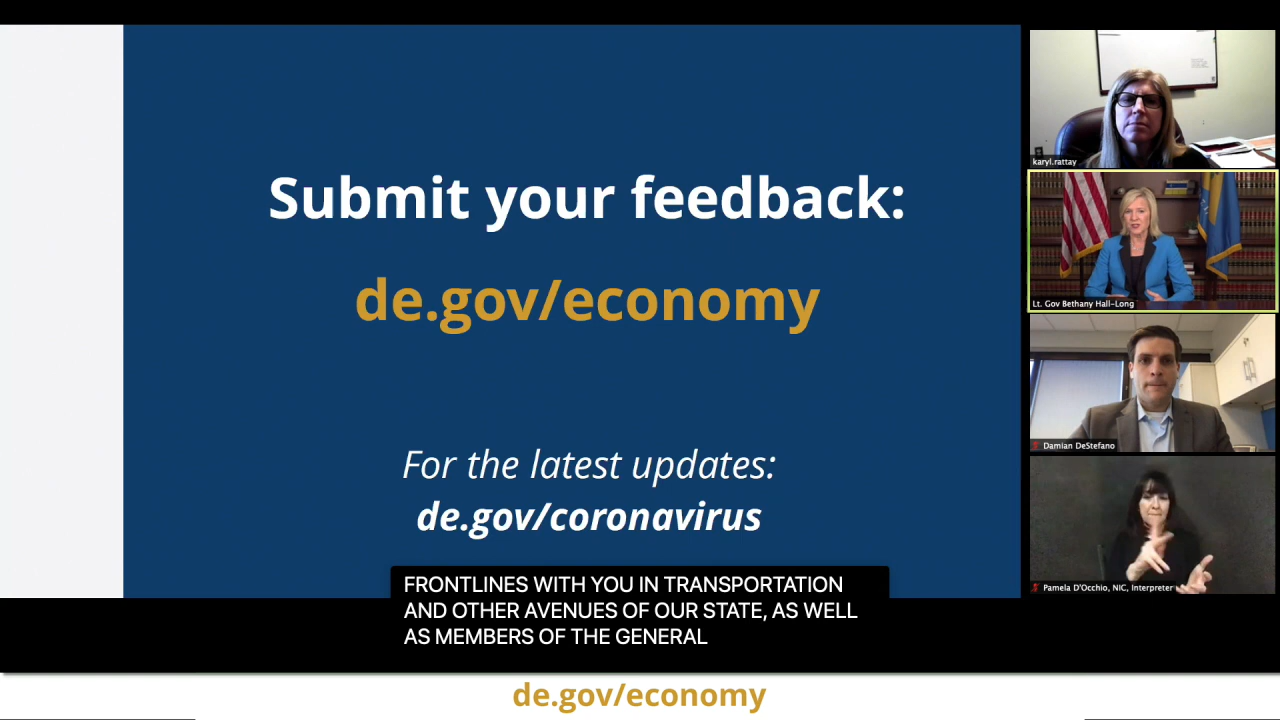 Submit your feedback:
de.gov/economy
For the latest updates:
de.gov/coronavirus
FRONTLINES WITH YOU IN TRANSPORTATION
AND OTHER AVENUES OF OUR STATE, AS WELL
AS MEMBERS OF THE GENERAL
de.gov/economy
karyl.rattay
Lt. Gov Bethany Hall-Long
Damian DeStefano
Pamela D'Occhio, NIC, Interpreter